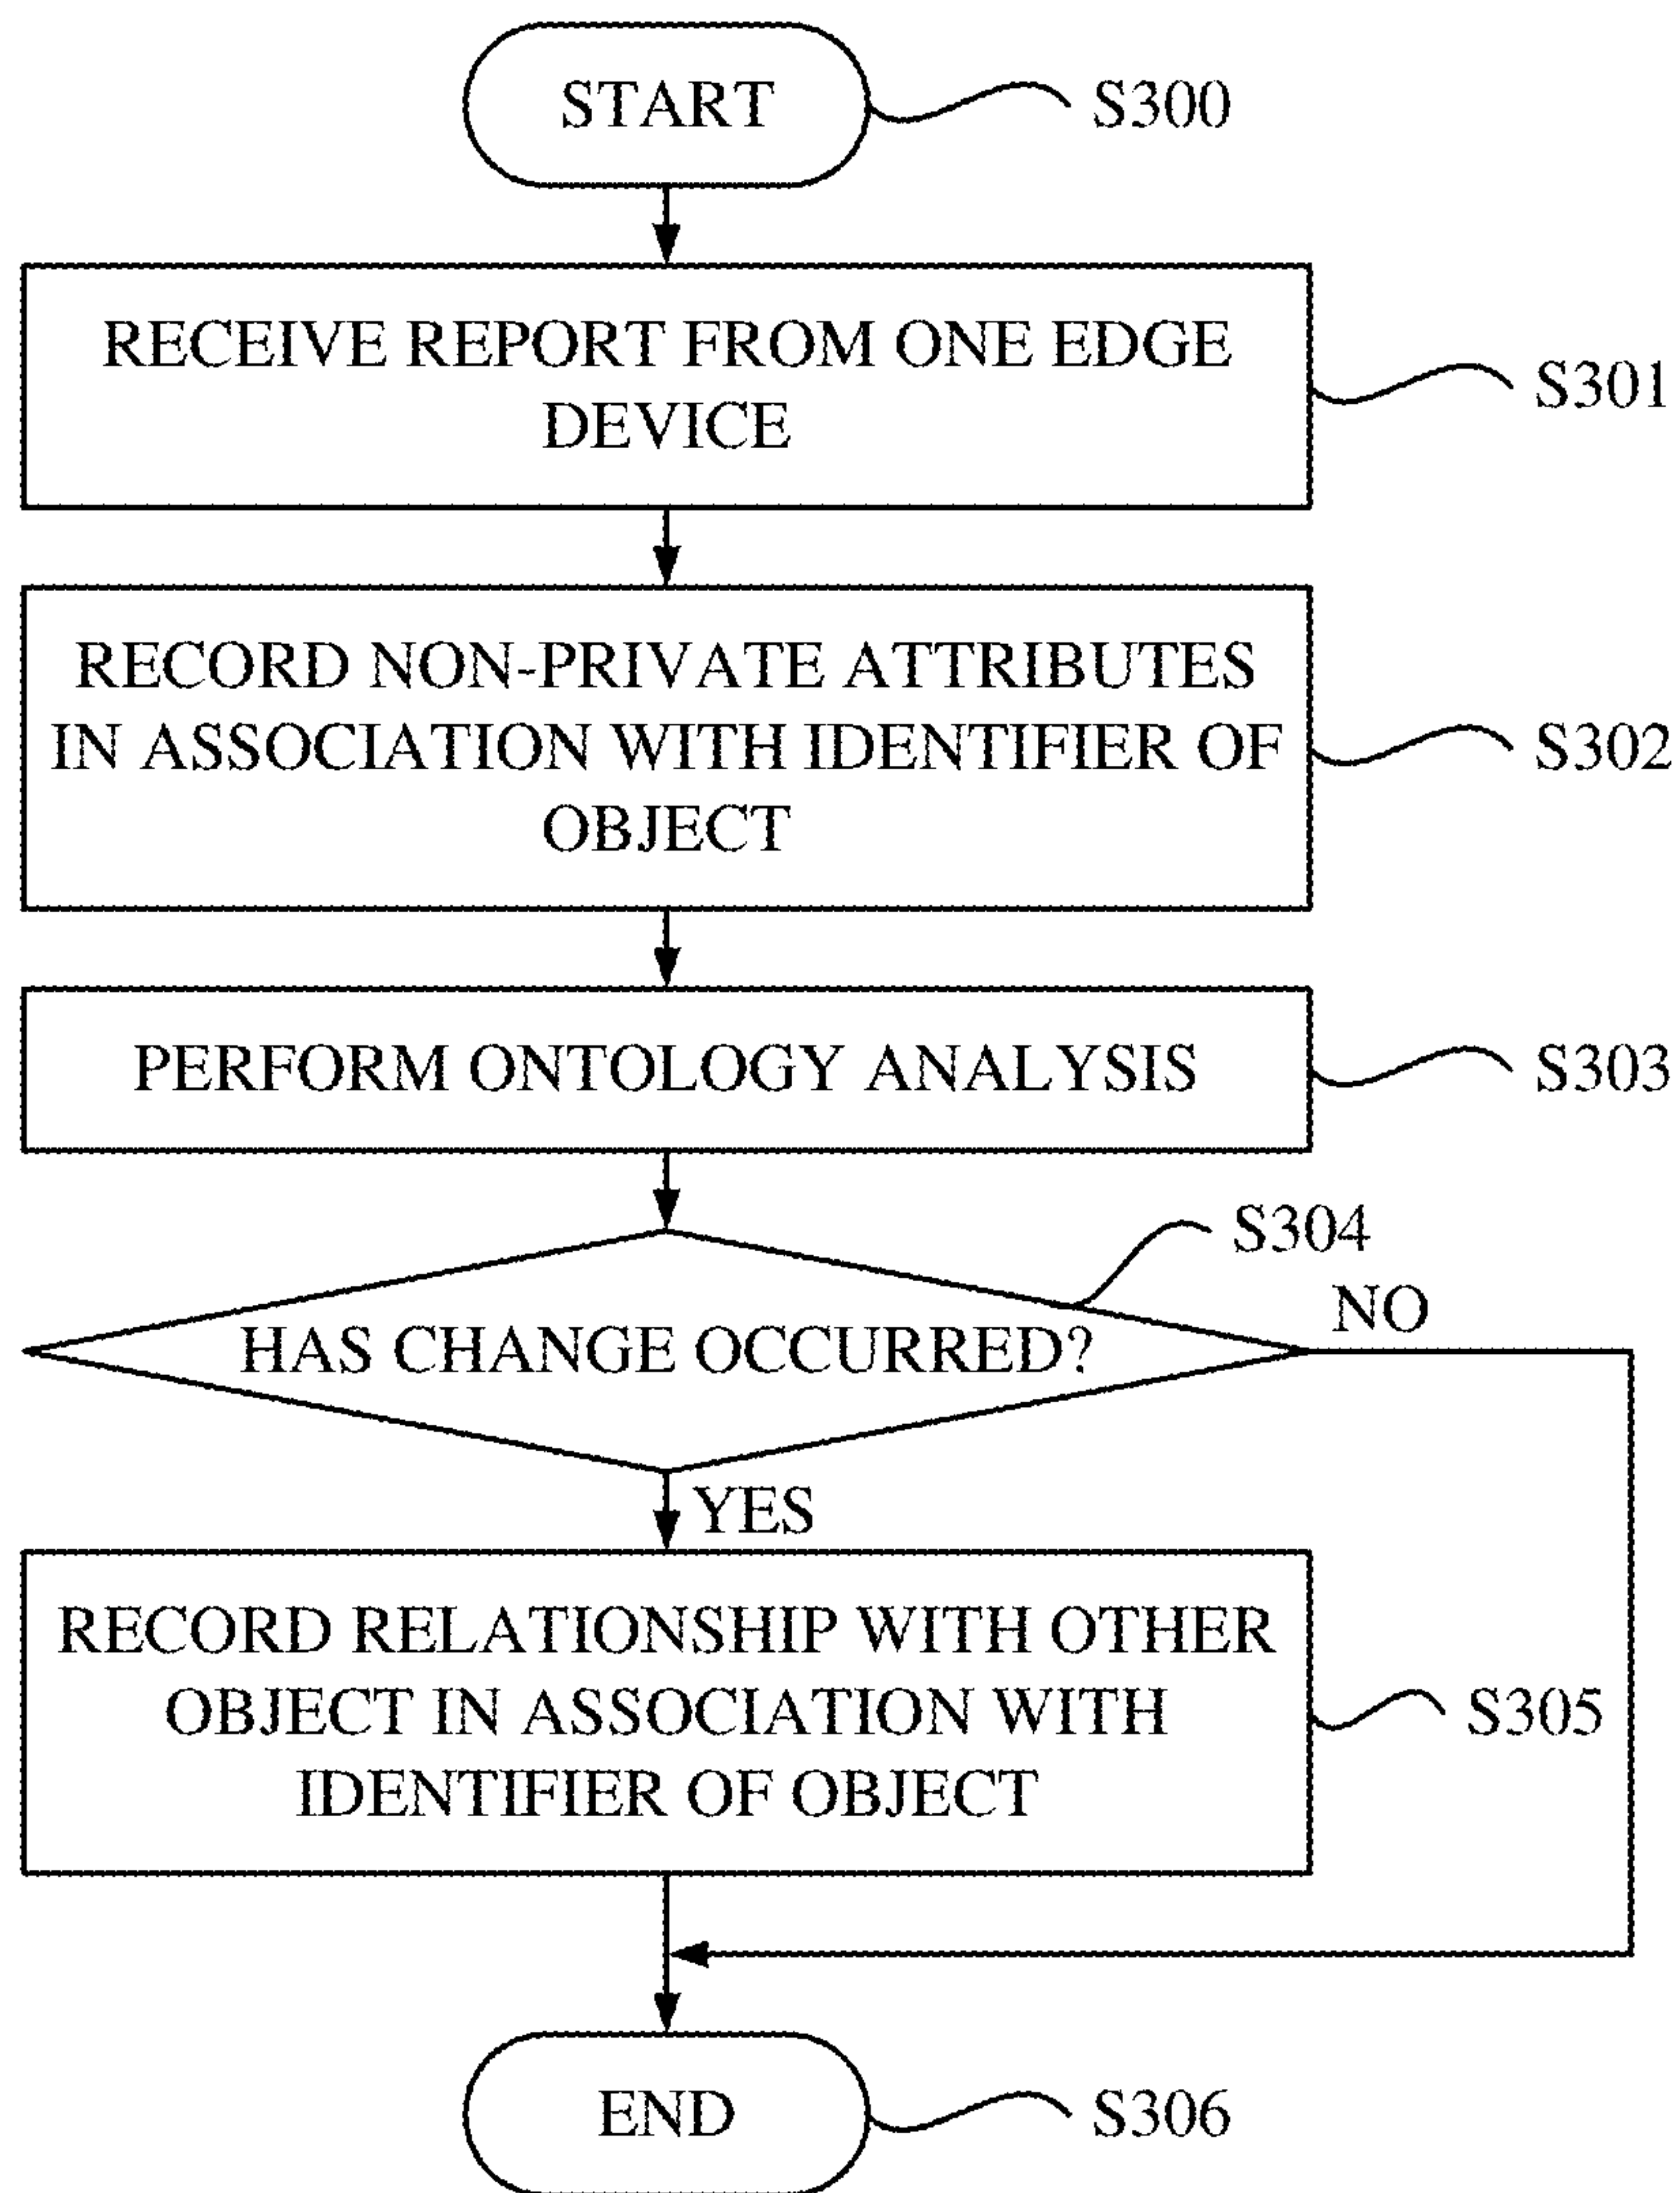 START
S300
RECEIVE REPORT FROM ONE EDGE
DEVICE
S301
RECORD NON-PRIVATE ATTRIBUTES
IN ASSOCIATION WITH IDENTIFIER OF
OBJECT
S302
PERFORM ONTOLOGY ANALYSIS
S303
S304
HAS CHANGE OCCURRED?
NO
YES
RECORD RELATIONSHIP WITH OTHER
OBJECT IN ASSOCIATION WITH
IDENTIFIER OF OBJECT
S305
END
S306